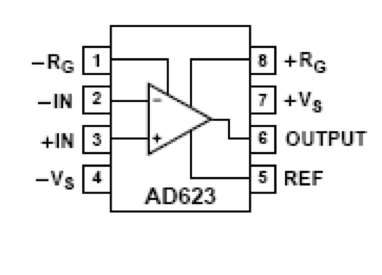 −RG 1 8 +RG
−IN 2 − 7 +VS
+IN 3 + 6 OUTPUT
−VS 4 5 REF
AD623